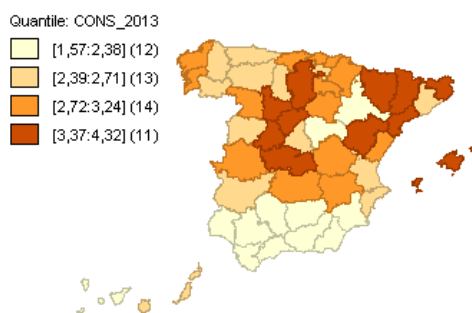 Quantile: CONS_2013
[1,57:2,38] (12)
[2,39:2,71] (13)
[2,72:3,24] (14)
[3,37:4,32] (11)